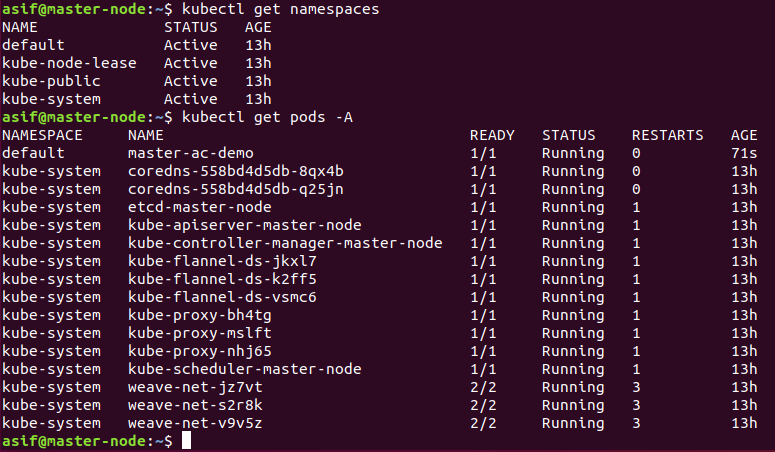 asif@master-node:~$ kubectl get namespaces
NAME STATUS AGE
default Active 13h
kube-node-lease Active 13h
kube-public Active 13h
kube-system Active 13h
asif@master-node:~$ kubectl get pods -A
NAMESPACE NAME READY STATUS RESTARTS AGE
default master-ac-demo 1/1 Running 0 71s
kube-system coredns-558bd4d5db-8qx4b 1/1 Running 0 13h
kube-system coredns-558bd4d5db-q25jn 1/1 Running 0 13h
kube-system etcd-master-node 1/1 Running 1 13h
kube-system kube-apiserver-master-node 1/1 Running 1 13h
kube-system kube-controller-manager-master-node 1/1 Running 1 13h
kube-system kube-flannel-ds-jkxl7 1/1 Running 1 13h
kube-system kube-flannel-ds-k2ff5 1/1 Running 1 13h
kube-system kube-flannel-ds-vsmc6 1/1 Running 1 13h
kube-system kube-proxy-bh4tg 1/1 Running 1 13h
kube-system kube-proxy-mslft 1/1 Running 1 13h
kube-system kube-proxy-nhj65 1/1 Running 1 13h
kube-system kube-scheduler-master-node 1/1 Running 1 13h
kube-system weave-net-jz7vt 2/2 Running 3 13h
kube-system weave-net-s2r8k 2/2 Running 3 13h
kube-system weave-net-v9v5z 2/2 Running 3 13h
asif@master-node:~$